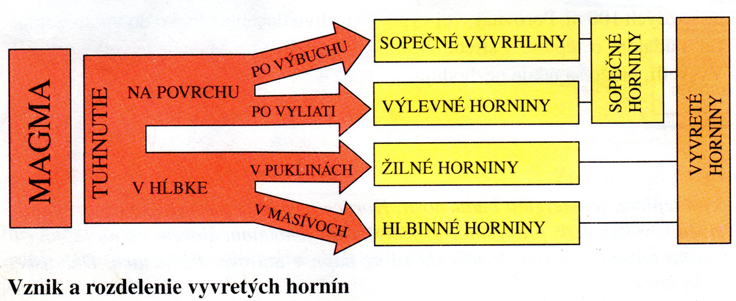 MAGMA
TUHNUTIE
NA POVRCHU
V HĹBKE
PO VÝBUCHU
PO VYLIATI
V PUKLINÁCH
V MASÍVOCH
SOPEČNÉ VYVRHLINY
VÝLEVNÉ HORNINY
ŽILNÉ HORNINY
HLBINNÉ HORNINY
SOPEČNÉ
HORNINY
VYVRETÉ
HORNINY
Vznik a rozdelenie vyvretých hornín